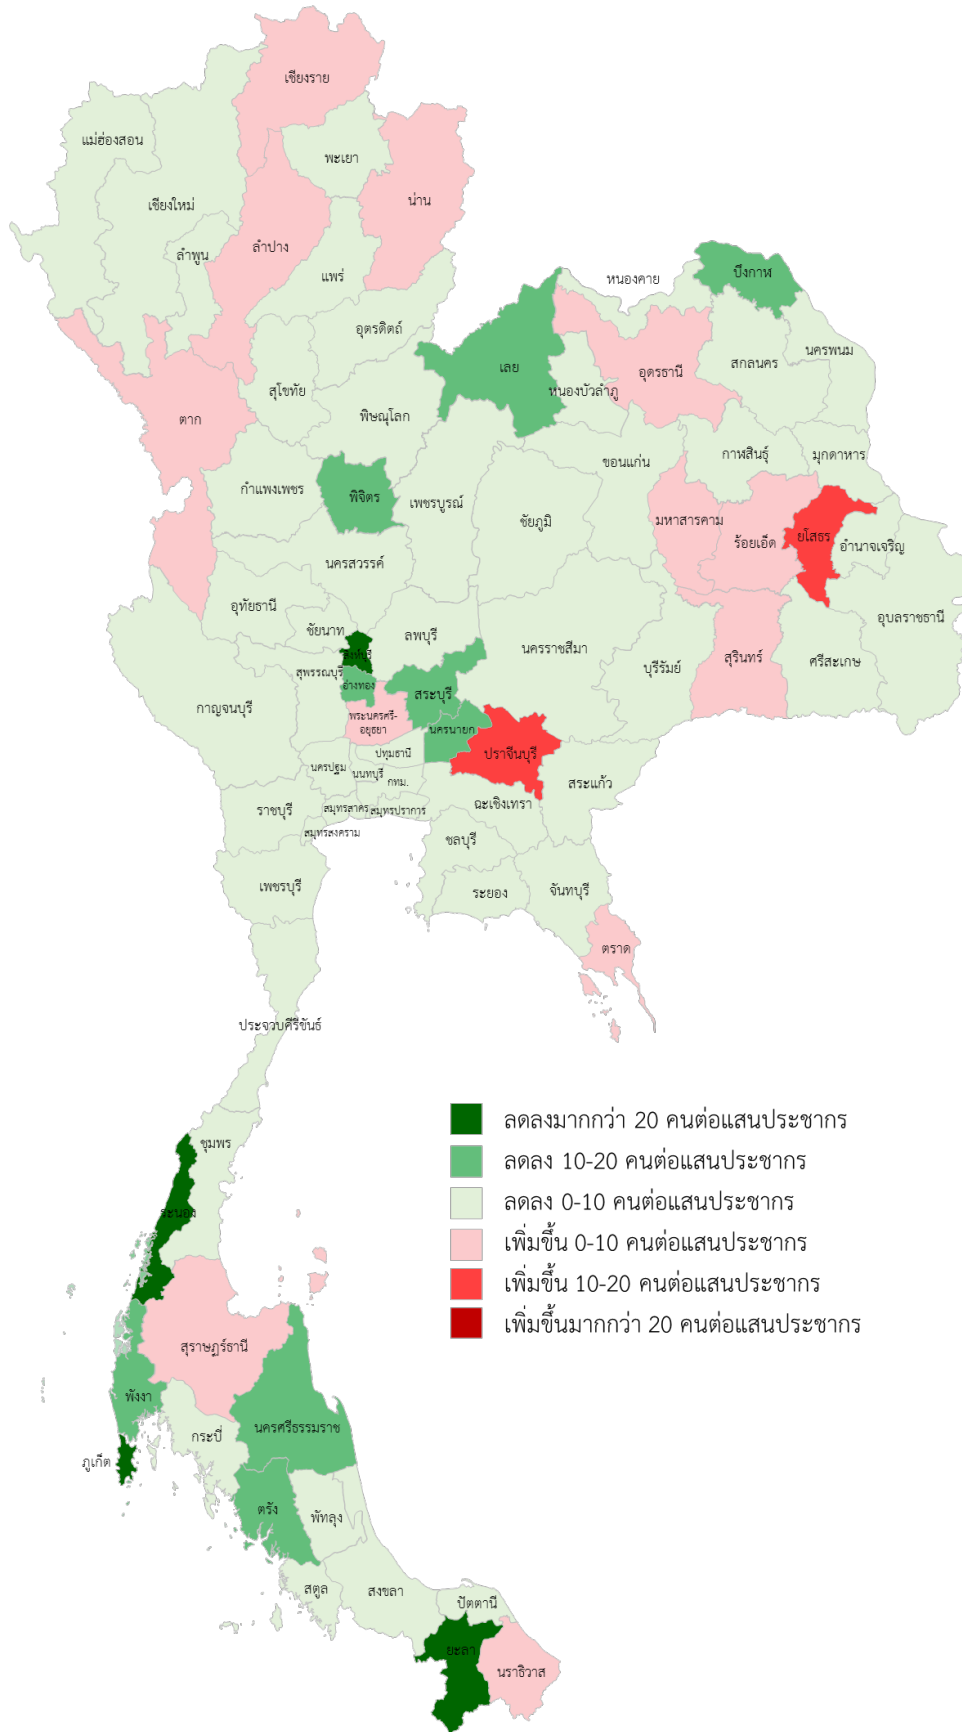 เชียงราย
แม่ฮ่องสอน
พะเยา
น่าน
เชียงใหม่
ลำพูน
ลำปาง
แพร่
หนองคาย
บึงกาฬ
อุตรดิตถ์
นครพนม
สกลนคร
เลย
อุดรธานี
หนองบัวลำภู
สุโขทัย
พิษณุโลก
ตาก
กาฬสินธุ์
มุกดาหาร
ขอนแก่น
กำแพงเพชร
พิจิตร
เพชรบูรณ์
ชัยภูมิ
มหาสารคาม
ร้อยเอ็ด
ยโสธร
อำนาจเจริญ
นครสวรรค์
อุทัยธานี
อุบลราชธานี
ชัยนาท
ลพบุรี
นครราชสีมา
สิงห์บุรี
บุรีรัมย์
สุรินทร์
ศรีสะเกษ
สุพรรณบุรี
อ่างทอง
สระบุรี
กาญจนบุรี
พระนครศรี-
อยุธยา
นครนายก
ปราจีนบุรี
ปทุมธานี
นครปฐม
นนทบุรี
กทม.
สระแก้ว
ฉะเชิงเทรา
ราชบุรี
สมุทรสาคร
สมุทรปราการ
สมุทรสงคราม
ชลบุรี
เพชรบุรี
ระยอง
จันทบุรี
ตราด
ประจวบคีรีขันธ์
ลดลงมากกว่า 20 คนต่อแสนประชากร
ลดลง 10-20 คนต่อแสนประชากร
ลดลง 0-10 คนต่อแสนประชากร
เพิ่มขึ้น 0-10 คนต่อแสนประชากร
เพิ่มขึ้น 10-20 คนต่อแสนประชากร
เพิ่มขึ้นมากกว่า 20 คนต่อแสนประชากร
ชุมพร
ระนอง
สุราษฎร์ธานี
พังงา
นครศรีธรรมราช
กระบี่
ภูเก็ต
ตรัง
พัทลุง
สตูล
สงขลา
ปัตตานี
ยะลา
นราธิวาส